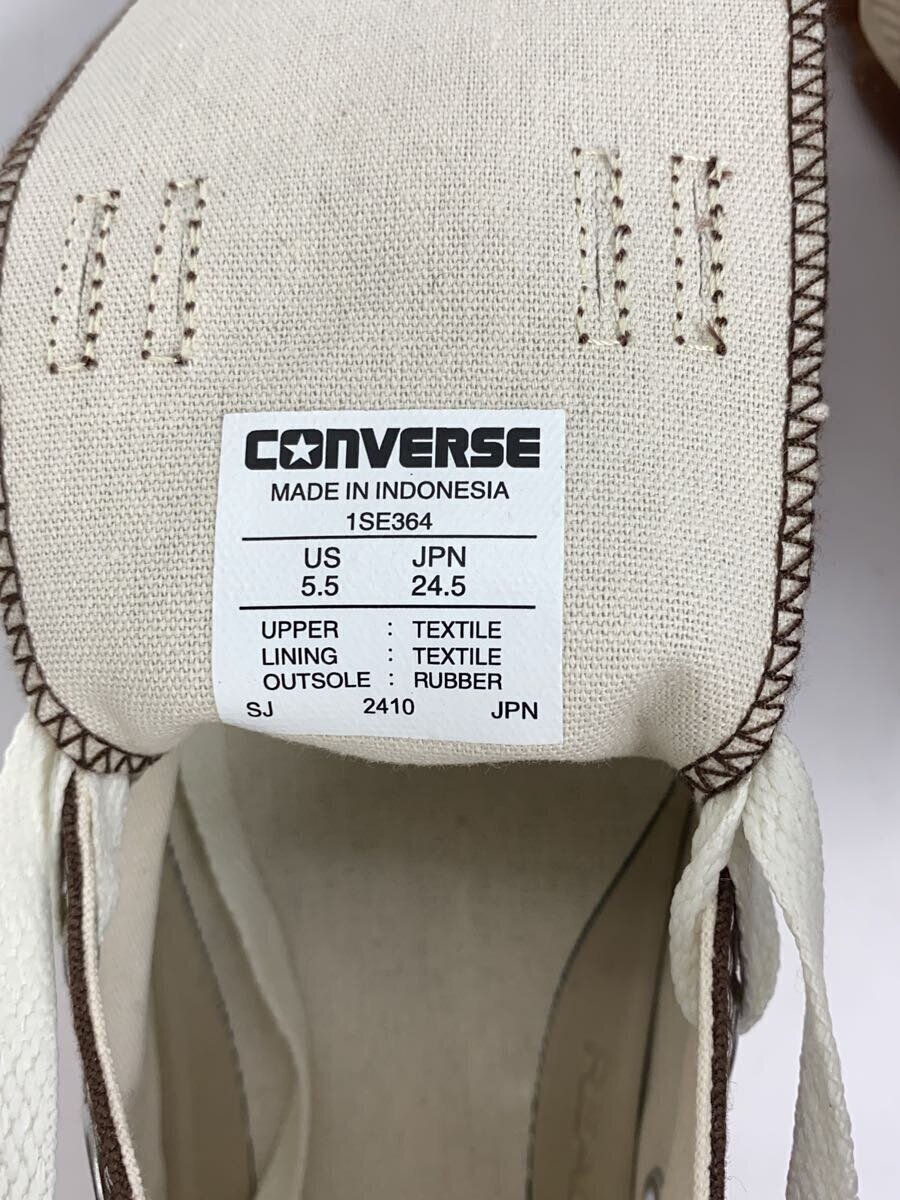 CONVERSE
MADE IN INDONESIA
1SE364
US JPN
5.5 24.5
UPPER : TEXTILE
LINING : TEXTILE
OUTSOLE : RUBBER
SJ 2410 JPN